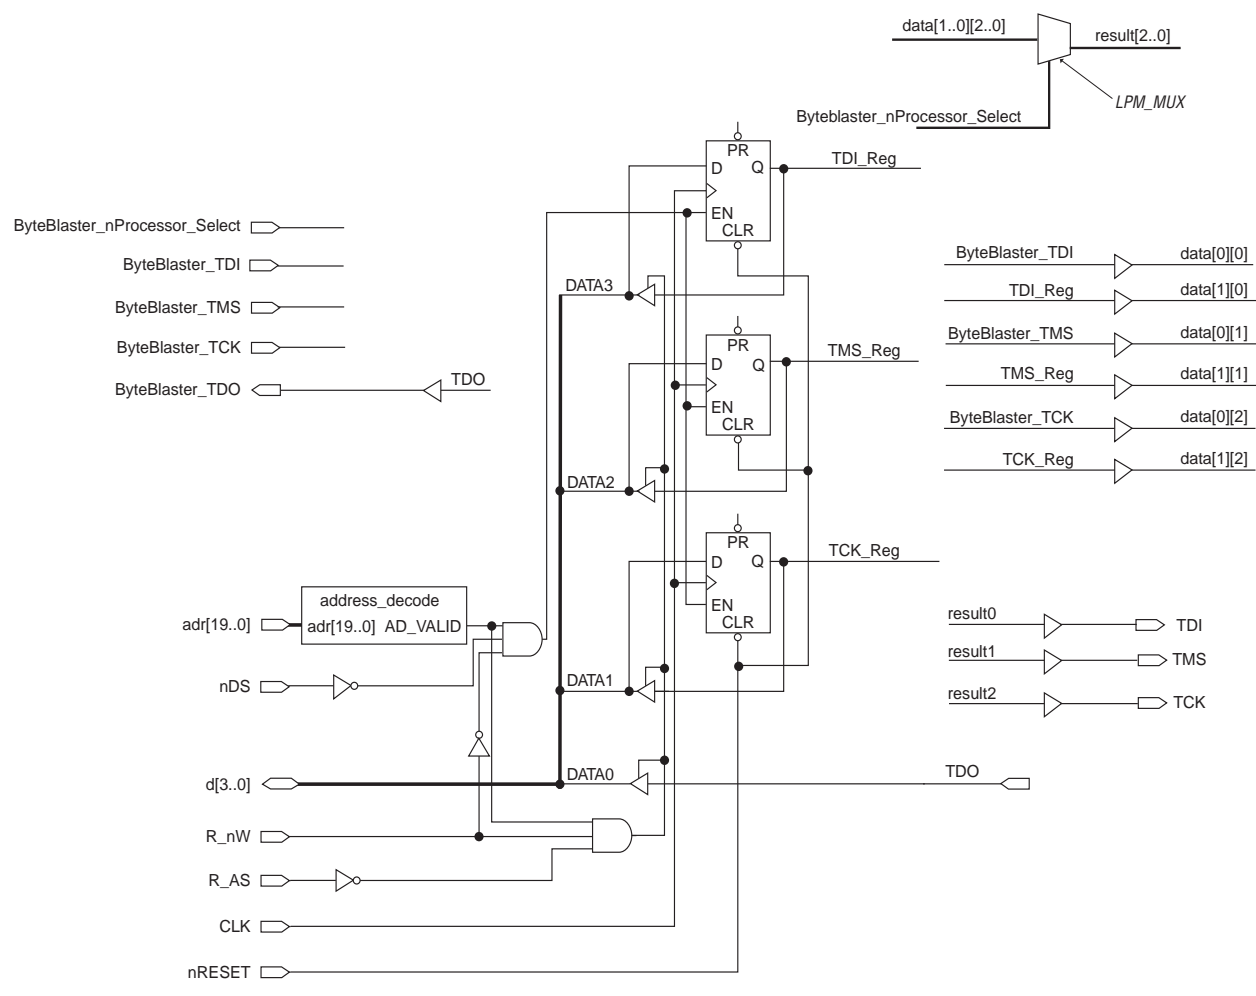 data[1..0][2..0]
result[2..0]
LPM_MUX
Byteblaster_nProcessor_Select
PR
D
Q
EN
CLR
TDI_Reg
ByteBlaster_nProcessor_Select
ByteBlaster_TDI
ByteBlaster_TMS
ByteBlaster_TCK
ByteBlaster_TDO
TDO
DATA3
PR
D
Q
EN
CLR
TMS_Reg
DATA2
PR
D
Q
EN
CLR
TCK_Reg
DATA1
DATA0
TDO
ByteBlaster_TDI
data[0][0]
TDI_Reg
data[1][0]
ByteBlaster_TMS
data[0][1]
TMS_Reg
data[1][1]
ByteBlaster_TCK
data[0][2]
TCK_Reg
data[1][2]
result0
TDI
result1
TMS
result2
TCK
adr[19..0]
address_decode
adr[19..0] AD_VALID
nDS
d[3..0]
R_nW
R_AS
CLK
nRESET